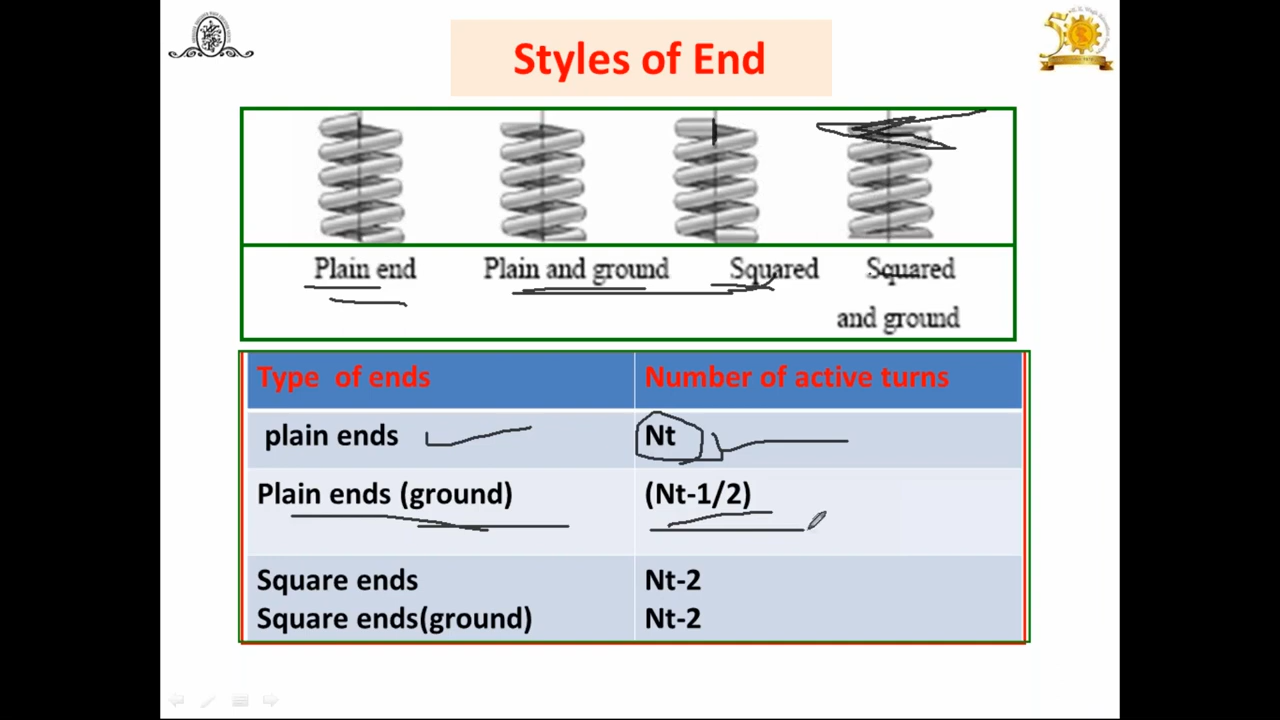 Styles of End
Plain end Plain and ground Squared Squared
and ground
Type of ends Number of active turns
plain ends Nt
Plain ends (ground) (Nt-1/2)
Square ends Nt-2
Square ends(ground) Nt-2